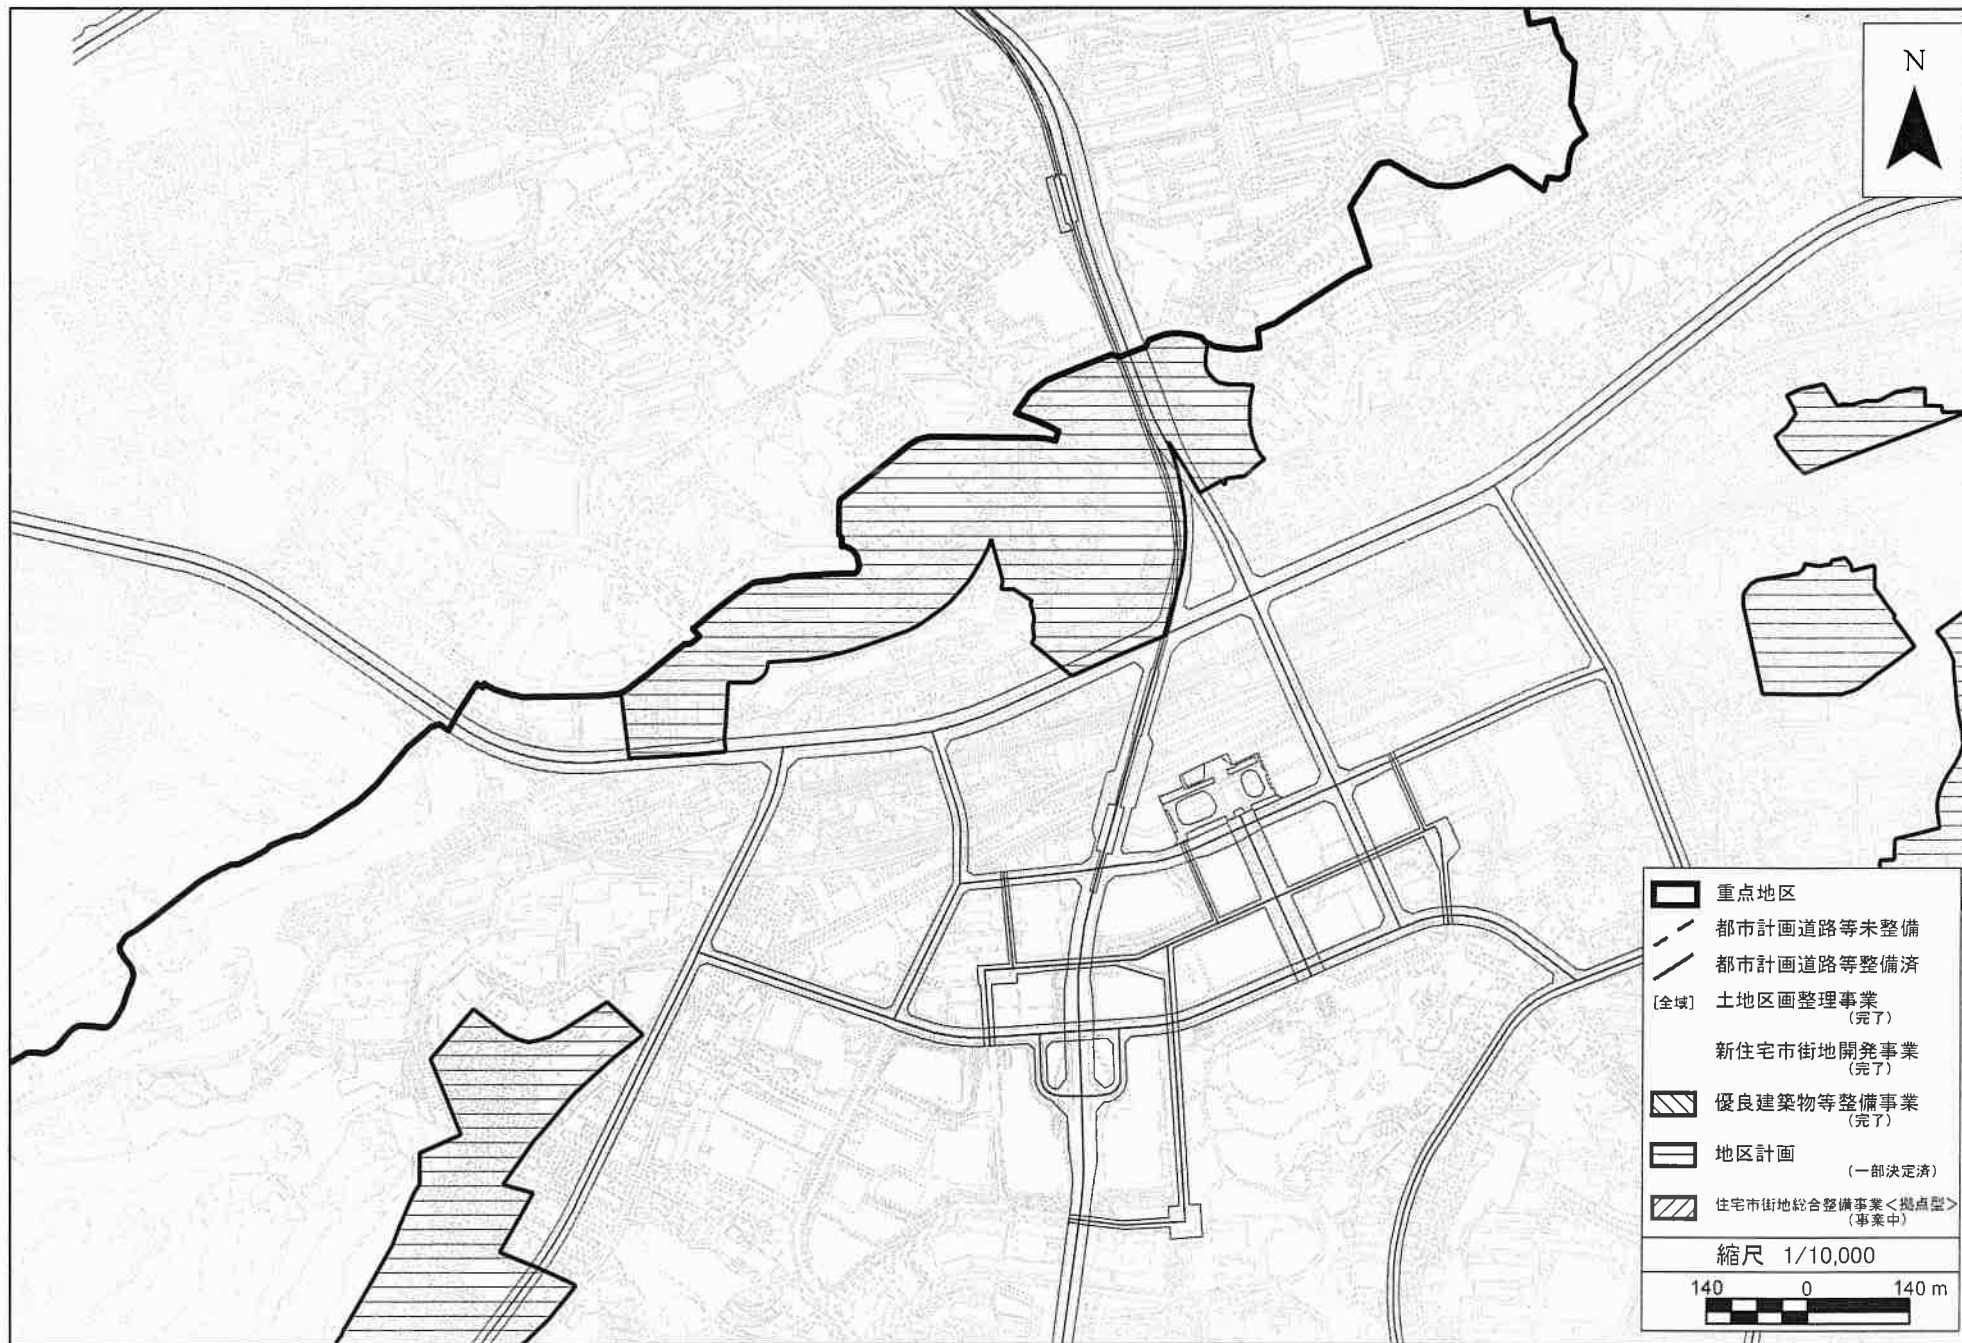 N
重点地区
都市計画道路等未整備
都市計画道路等整備済
[全域] 土地区画整理事業
(完了)
新住宅市街地開発事業
(完了)
優良建築物等整備事業
(完了)
地区計画
(一部決定済)
住宅市街地総合整備事業<拠点型>
(事業中)
縮尺 1/10,000
140 0 140 m